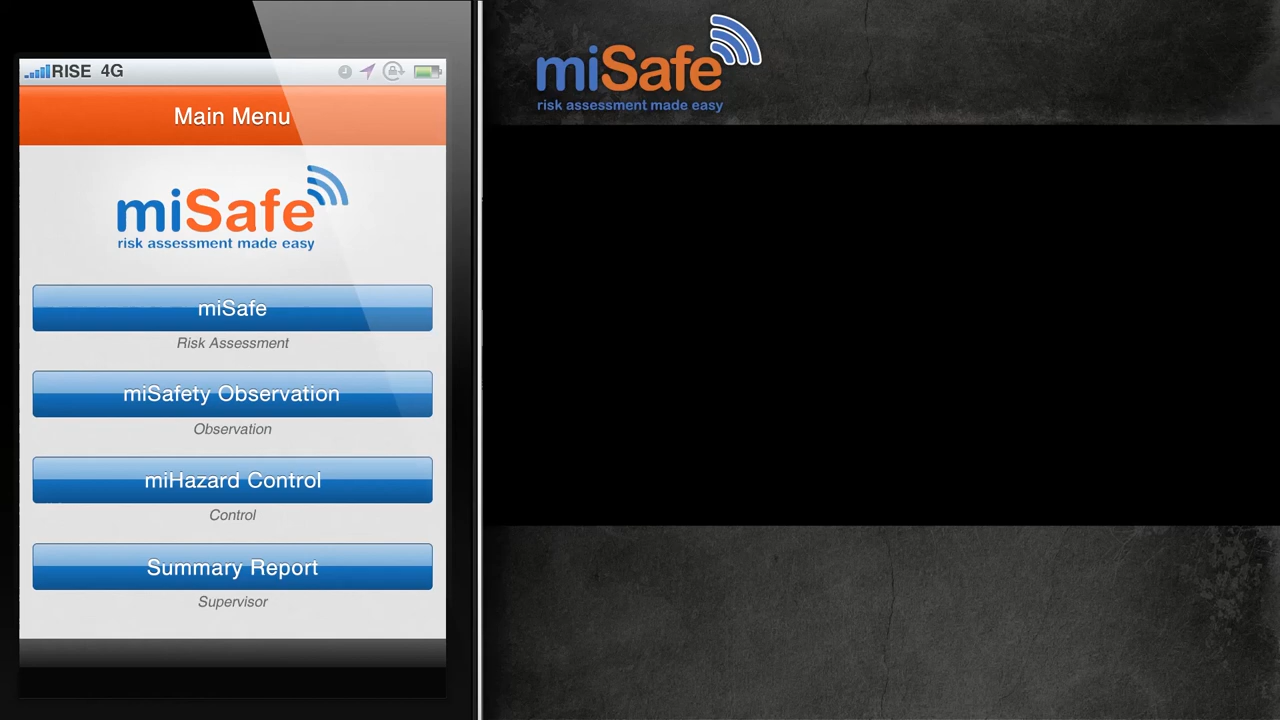 RISE 4G
Main Menu
miSafe
risk assessment made easy
miSafe
Risk Assessment
miSafety Observation
Observation
miHazard Control
Control
Summary Report
Supervisor
miSafe
risk assessment made easy